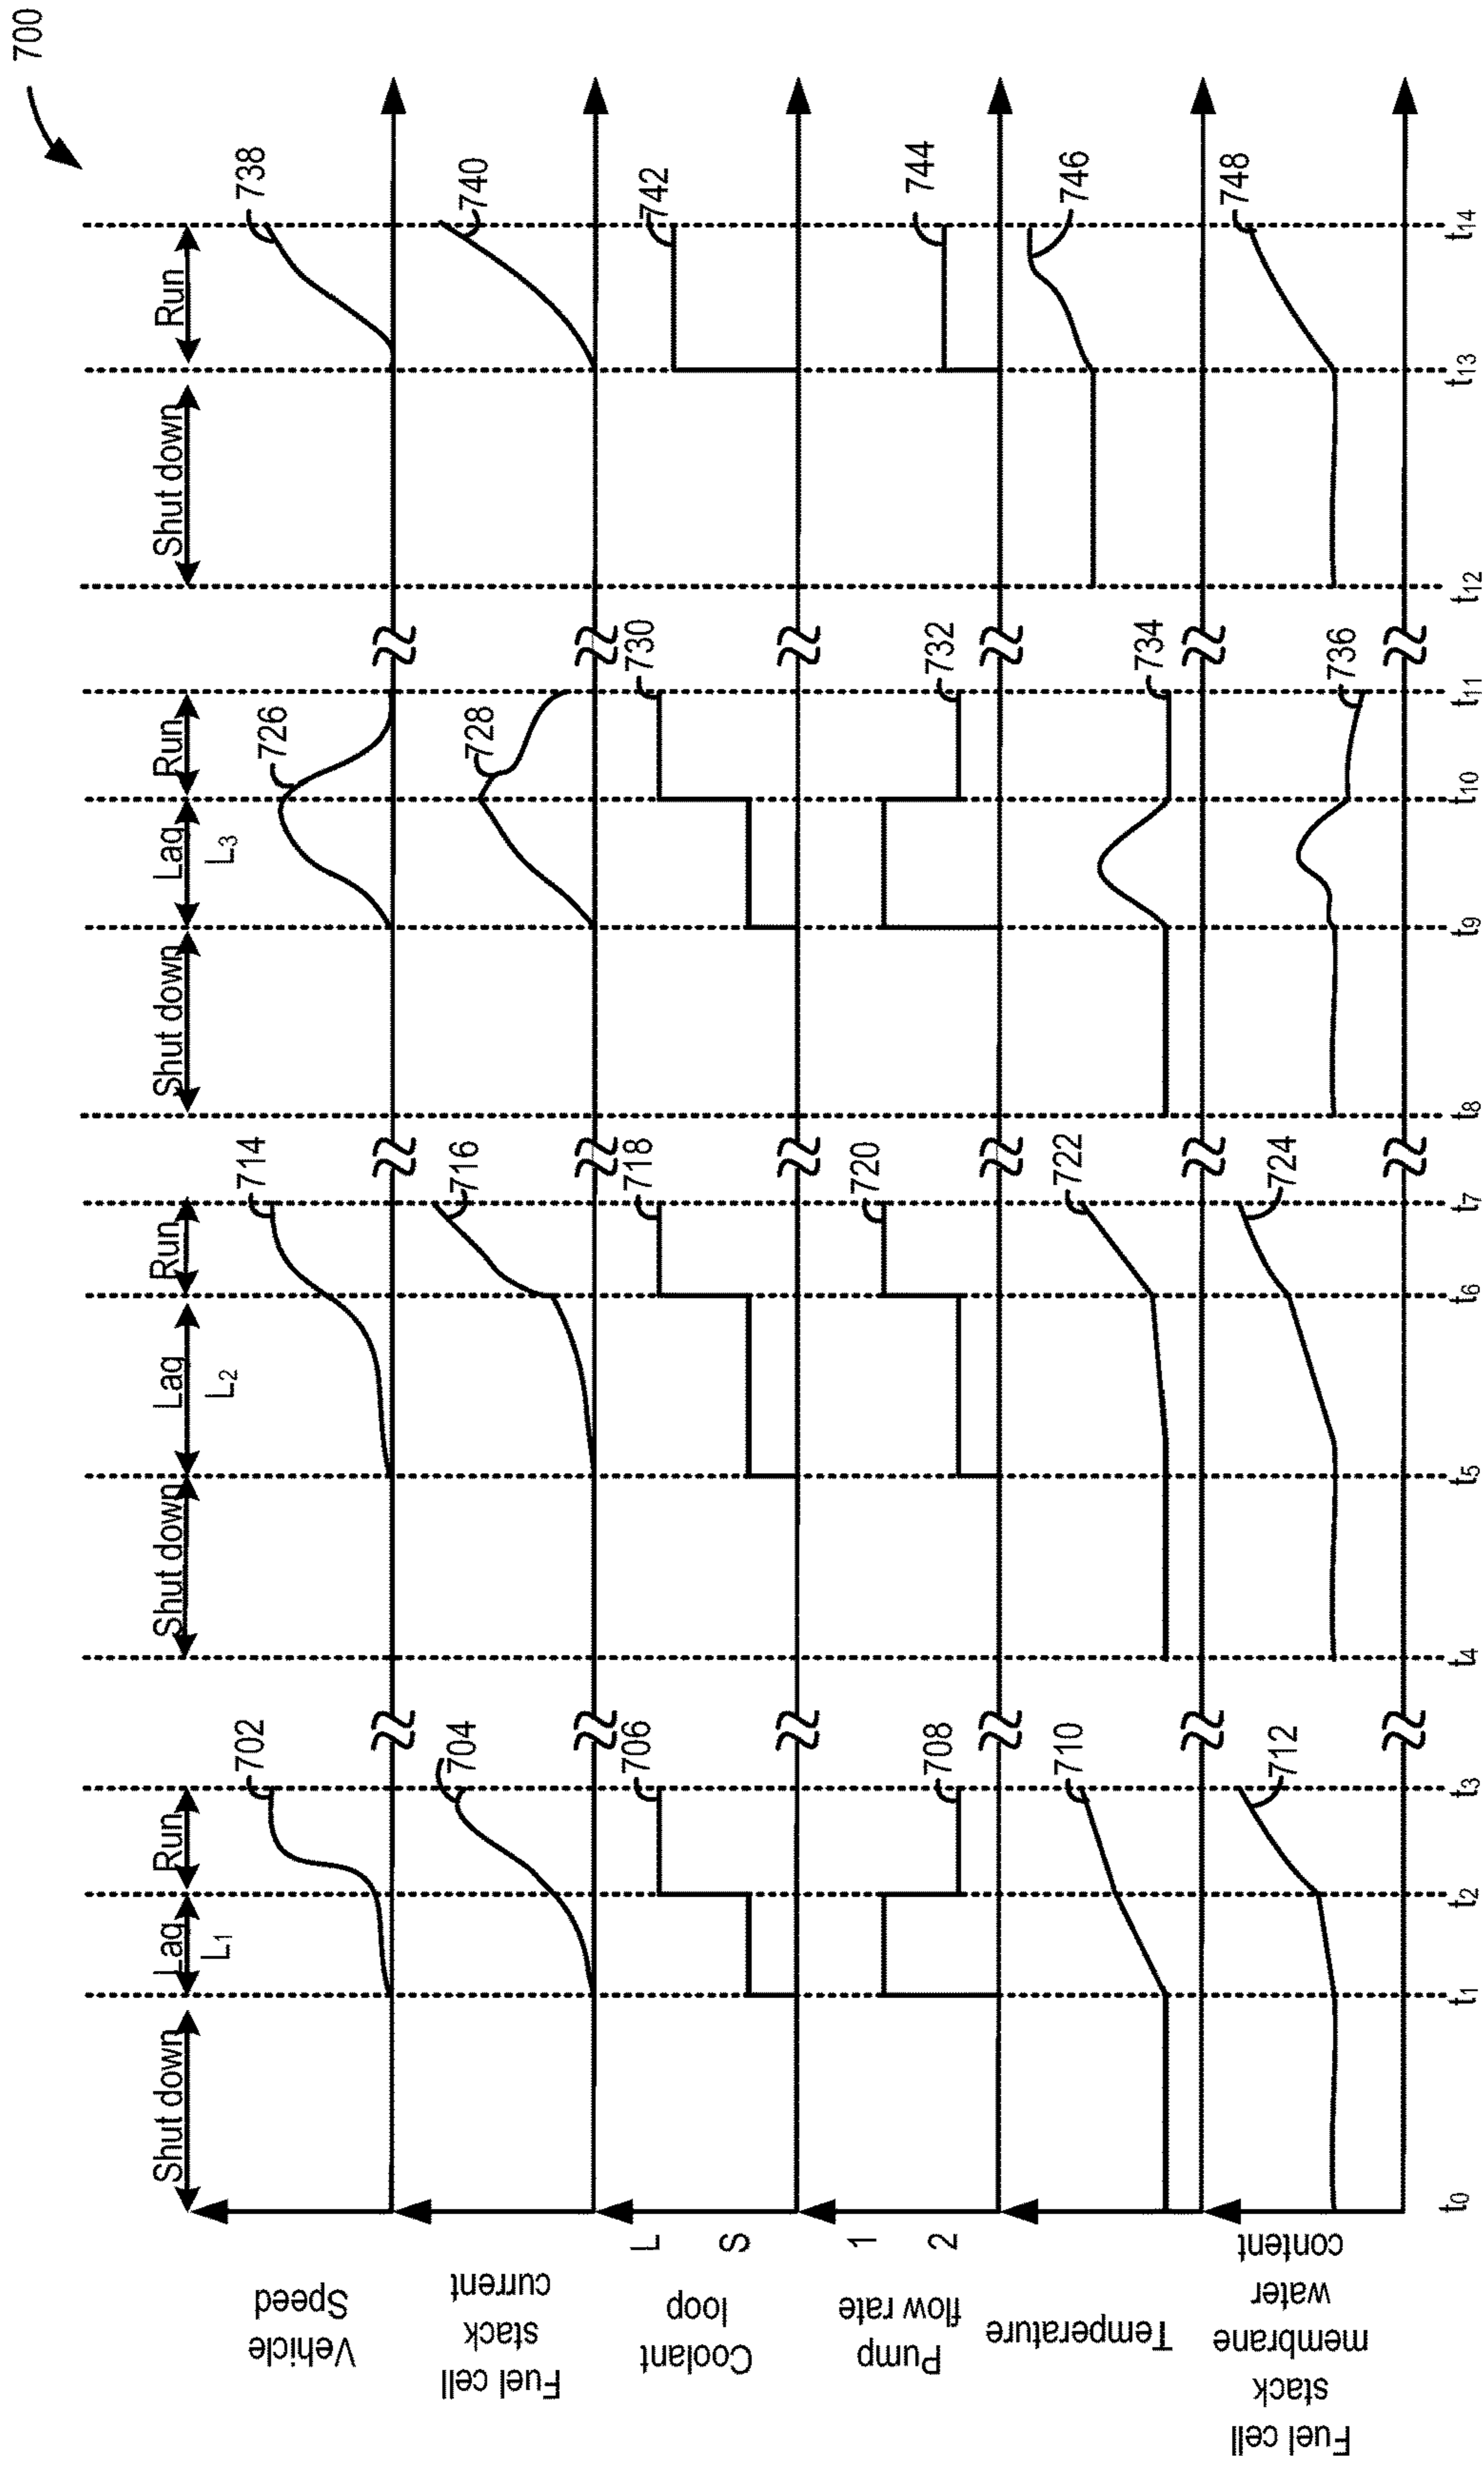 700
Shut down
Lag
L1
Run
Shut down
Lag
L2
Run
Shut down
Lag
L3
Run
Shut down
Run
Vehicle
Speed
702
714
726
738
Fuel cell
stack
current
704
716
728
740
Coolant
loop
L
S
706
718
730
742
Pump
flow rate
1
2
708
720
732
744
Temperature
710
722
734
746
Fuel cell
stack
membrane
water
content
712
724
736
748
t0
t1
t2
t3
t4
t5
t6
t7
t8
t9
t10
t11
t12
t13
t14